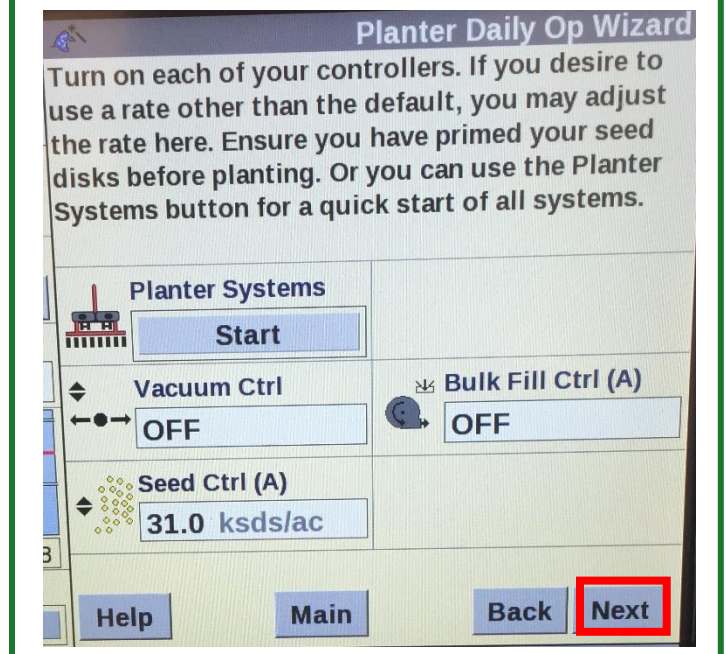 Planter Daily Op Wizard
Turn on each of your controllers. If you desire to
use a rate other than the default, you may adjust
the rate here. Ensure you have primed your seed
disks before planting. Or you can use the Planter
Systems button for a quick start of all systems.
Planter Systems
Start
Vacuum Ctrl
OFF
Bulk Fill Ctrl (A)
OFF
Seed Ctrl (A)
31.0 ksds/ac
3
Help Main Back Next